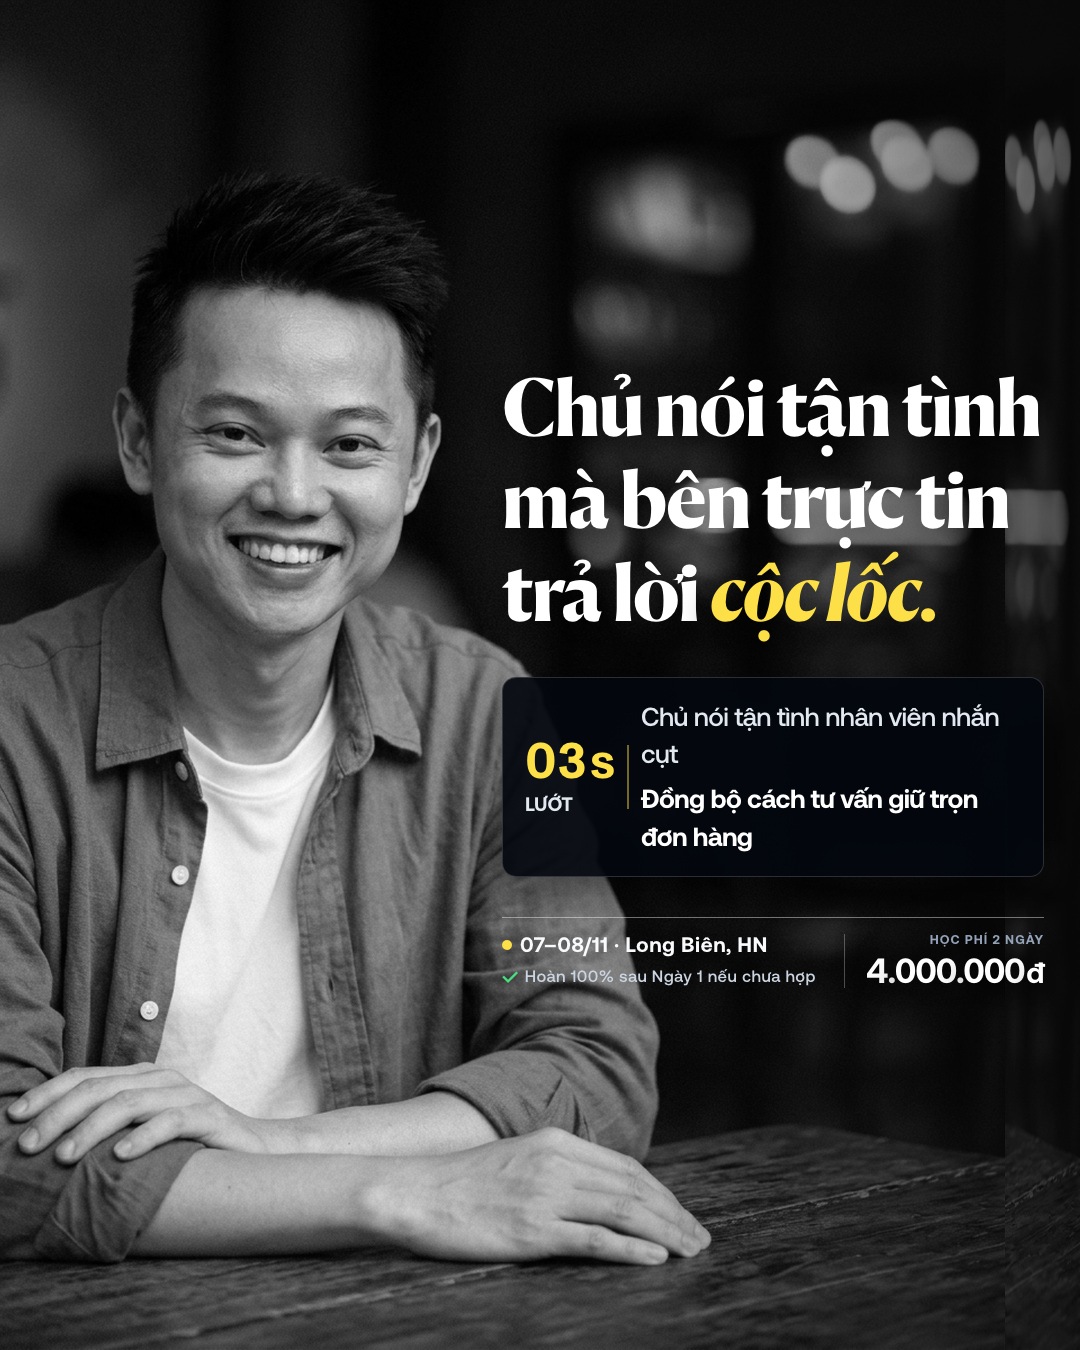 Chủ nói tận tình
mà bên trực tin
trả lời cộc lốc.
03s
LƯỚT
Chủ nói tận tình nhân viên nhắn
cụt
Đồng bộ cách tư vấn giữ trọn
đơn hàng
07–08/11 · Long Biên, HN
Hoàn 100% sau Ngày 1 nếu chưa hợp
HỌC PHÍ 2 NGÀY
4.000.000đ